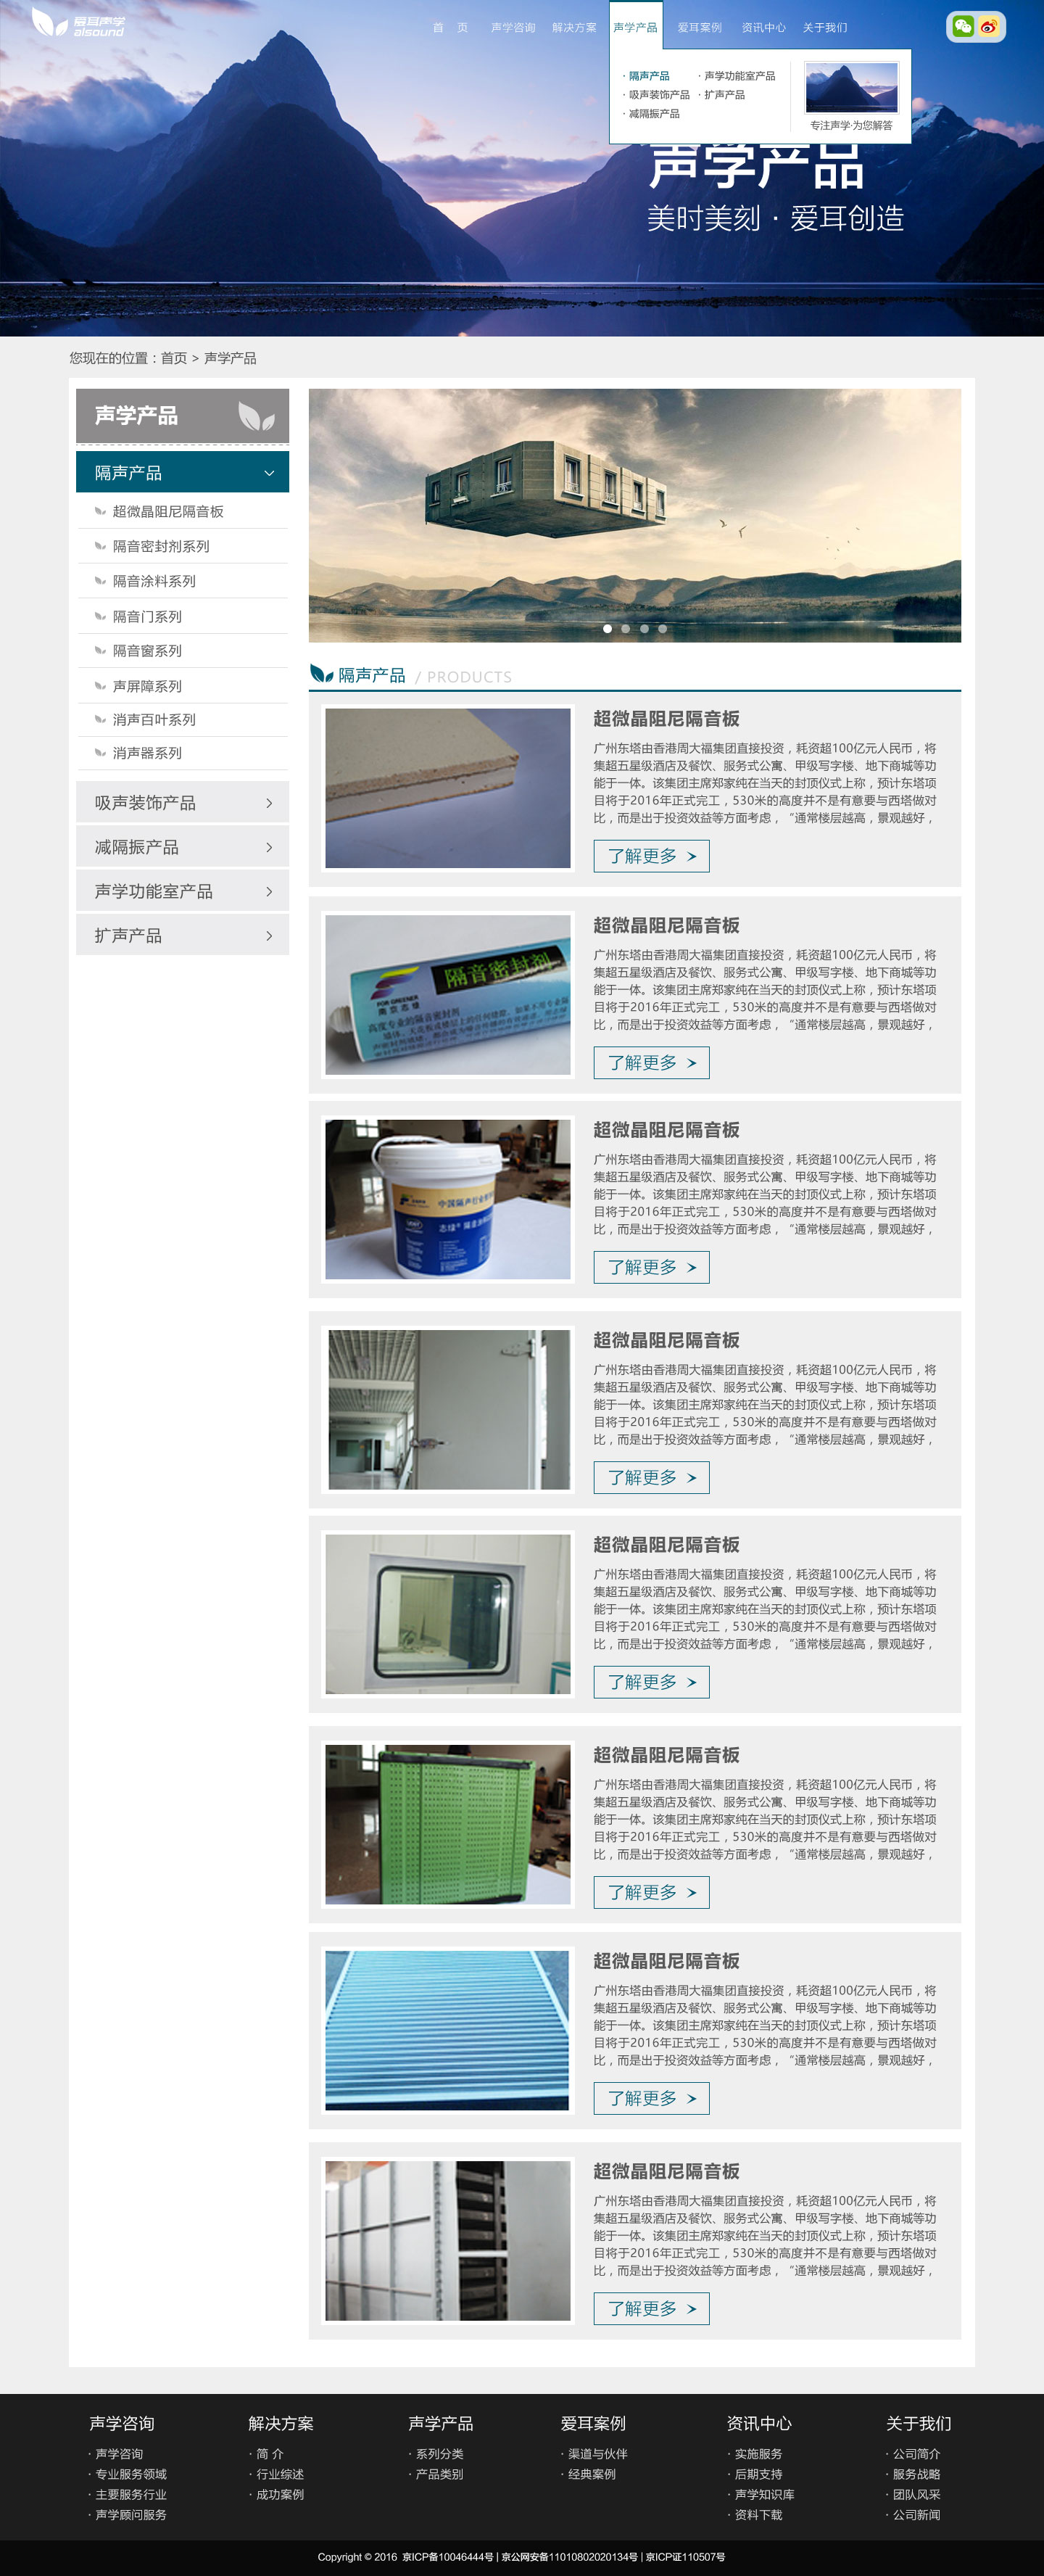 爱耳声学
alsound
首 页 声学咨询 解决方案 声学产品 爱耳案例 资讯中心 关于我们
· 隔声产品 · 声学功能室产品
· 吸声装饰产品 · 扩声产品
· 减隔振产品
专注声学·为您解答
声学产品
美时美刻 · 爱耳创造
您现在的位置：首页 > 声学产品
声学产品
隔声产品
超微晶阻尼隔音板
隔音密封剂系列
隔音涂料系列
隔音门系列
隔音窗系列
声屏障系列
消声百叶系列
消声器系列
吸声装饰产品
减隔振产品
声学功能室产品
扩声产品
隔声产品 / PRODUCTS
超微晶阻尼隔音板
广州东塔由香港周大福集团直接投资，耗资超100亿元人民币，将
集超五星级酒店及餐饮、服务式公寓、甲级写字楼、地下商城等功
能于一体。该集团主席郑家纯在当天的封顶仪式上称，预计东塔项
目将于2016年正式完工，530米的高度并不是有意要与西塔做对
比，而是出于投资效益等方面考虑，“通常楼层越高，景观越好，
了解更多
隔音密封剂
FOR GREENER
南京志绿
超微晶阻尼隔音板
广州东塔由香港周大福集团直接投资，耗资超100亿元人民币，将
集超五星级酒店及餐饮、服务式公寓、甲级写字楼、地下商城等功
能于一体。该集团主席郑家纯在当天的封顶仪式上称，预计东塔项
目将于2016年正式完工，530米的高度并不是有意要与西塔做对
比，而是出于投资效益等方面考虑，“通常楼层越高，景观越好，
了解更多
中国隔声行业
志绿® 隔音
超微晶阻尼隔音板
广州东塔由香港周大福集团直接投资，耗资超100亿元人民币，将
集超五星级酒店及餐饮、服务式公寓、甲级写字楼、地下商城等功
能于一体。该集团主席郑家纯在当天的封顶仪式上称，预计东塔项
目将于2016年正式完工，530米的高度并不是有意要与西塔做对
比，而是出于投资效益等方面考虑，“通常楼层越高，景观越好，
了解更多
超微晶阻尼隔音板
广州东塔由香港周大福集团直接投资，耗资超100亿元人民币，将
集超五星级酒店及餐饮、服务式公寓、甲级写字楼、地下商城等功
能于一体。该集团主席郑家纯在当天的封顶仪式上称，预计东塔项
目将于2016年正式完工，530米的高度并不是有意要与西塔做对
比，而是出于投资效益等方面考虑，“通常楼层越高，景观越好，
了解更多
超微晶阻尼隔音板
广州东塔由香港周大福集团直接投资，耗资超100亿元人民币，将
集超五星级酒店及餐饮、服务式公寓、甲级写字楼、地下商城等功
能于一体。该集团主席郑家纯在当天的封顶仪式上称，预计东塔项
目将于2016年正式完工，530米的高度并不是有意要与西塔做对
比，而是出于投资效益等方面考虑，“通常楼层越高，景观越好，
了解更多
超微晶阻尼隔音板
广州东塔由香港周大福集团直接投资，耗资超100亿元人民币，将
集超五星级酒店及餐饮、服务式公寓、甲级写字楼、地下商城等功
能于一体。该集团主席郑家纯在当天的封顶仪式上称，预计东塔项
目将于2016年正式完工，530米的高度并不是有意要与西塔做对
比，而是出于投资效益等方面考虑，“通常楼层越高，景观越好，
了解更多
超微晶阻尼隔音板
广州东塔由香港周大福集团直接投资，耗资超100亿元人民币，将
集超五星级酒店及餐饮、服务式公寓、甲级写字楼、地下商城等功
能于一体。该集团主席郑家纯在当天的封顶仪式上称，预计东塔项
目将于2016年正式完工，530米的高度并不是有意要与西塔做对
比，而是出于投资效益等方面考虑，“通常楼层越高，景观越好，
了解更多
超微晶阻尼隔音板
广州东塔由香港周大福集团直接投资，耗资超100亿元人民币，将
集超五星级酒店及餐饮、服务式公寓、甲级写字楼、地下商城等功
能于一体。该集团主席郑家纯在当天的封顶仪式上称，预计东塔项
目将于2016年正式完工，530米的高度并不是有意要与西塔做对
比，而是出于投资效益等方面考虑，“通常楼层越高，景观越好，
了解更多
声学咨询 解决方案 声学产品 爱耳案例 资讯中心 关于我们
· 声学咨询 · 简 介 · 系列分类 · 渠道与伙伴 · 实施服务 · 公司简介
· 专业服务领域 · 行业综述 · 产品类别 · 经典案例 · 后期支持 · 服务战略
· 主要服务行业 · 成功案例 · 声学知识库 · 团队风采
· 声学顾问服务 · 资料下载 · 公司新闻
Copyright © 2016 京ICP备10046444号 | 京公网安备11010802020134号 | 京ICP证110507号